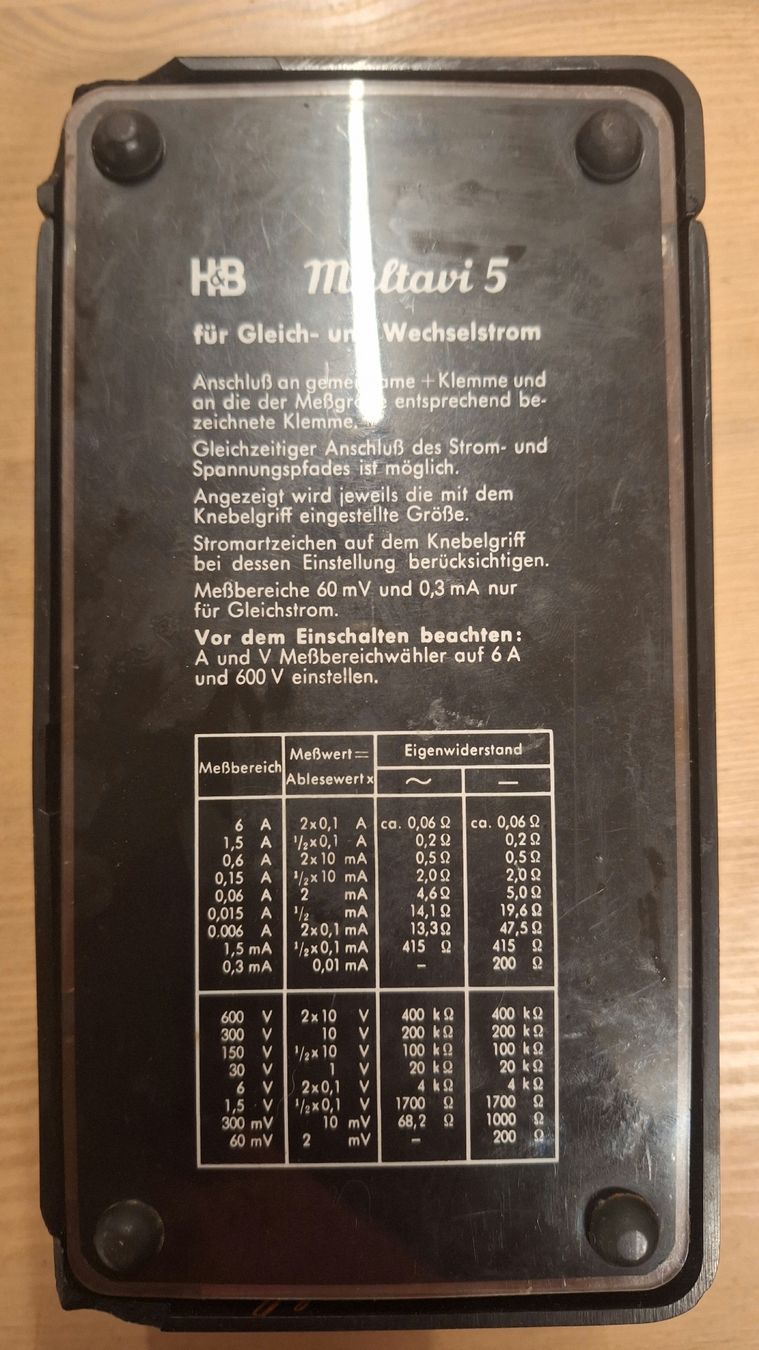 H&B Multavi 5
für Gleich- und Wechselstrom
Anschluß an gemeinsame + Klemme und
an die der Meßgröße entsprechend be-
zeichnete Klemme.
Gleichzeitiger Anschluß des Strom- und
Spannungspfades ist möglich.
Angezeigt wird jeweils die mit dem
Knebelgriff eingestellte Größe.
Stromartzeichen auf dem Knebelgriff
bei dessen Einstellung berücksichtigen.
Meßbereiche 60 mV und 0,3 mA nur
für Gleichstrom.
Vor dem Einschalten beachten:
A und V Meßbereichwähler auf 6 A
und 600 V einstellen.
Meßbereich Meßwert = Ablesewert x Eigenwiderstand
~ —
6 A 2x0,1 A ca. 0,06 Ω ca. 0,06 Ω
1,5 A 1/2x0,1 A 0,2 Ω 0,2 Ω
0,6 A 2x10 mA 0,5 Ω 0,5 Ω
0,15 A 1/2x10 mA 2,0 Ω 2,0 Ω
0,06 A 2 mA 4,6 Ω 5,0 Ω
0,015 A 1/2 mA 14,1 Ω 19,6 Ω
0.006 A 2x0,1 mA 13,3 Ω 47,5 Ω
1,5 mA 1/2x0,1 mA 415 Ω 415 Ω
0,3 mA 0,01 mA – 200 Ω
600 V 2x10 V 400 kΩ 400 kΩ
300 V 10 V 200 kΩ 200 kΩ
150 V 1/2x10 V 100 kΩ 100 kΩ
30 V 1 V 20 kΩ 20 kΩ
6 V 2x0,1 V 4 kΩ 4 kΩ
1,5 V 1/2x0,1 V 1700 Ω 1700 Ω
300 mV 10 mV 68,2 Ω 1000 Ω
60 mV 2 mV – 200 Ω